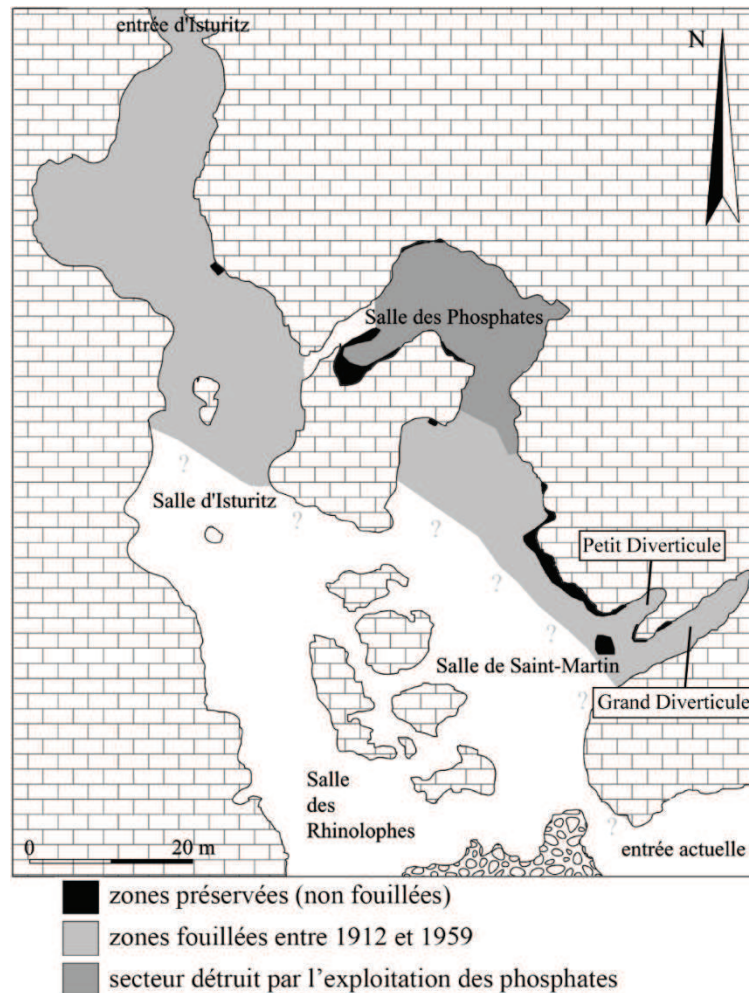 entrée d'Isturitz
N
Salle des Phosphates
?
Salle d'Isturitz
?
?
Petit Diverticule
?
?
Salle de Saint-Martin
?
Grand Diverticule
Salle
des
Rhinolophes
?
0 20 m
entrée actuelle
zones préservées (non fouillées)
zones fouillées entre 1912 et 1959
secteur détruit par l'exploitation des phosphates